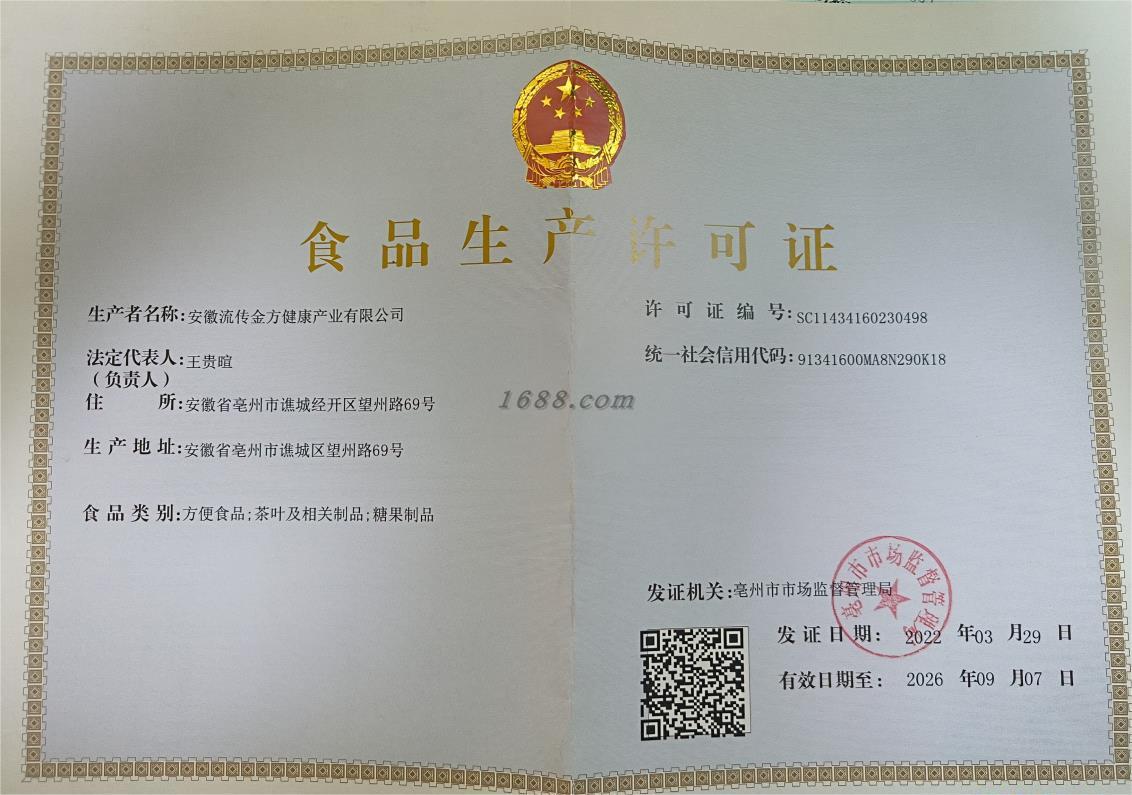 食品生产许可证
生产者名称:安徽流传金方健康产业有限公司
法定代表人:王贵暄
(负责人)
住所:安徽省亳州市谯城经开区望州路69号
生产地址:安徽省亳州市谯城区望州路69号
食品类别:方便食品;茶叶及相关制品;糖果制品
许可证编号:SC11434160230498
统一社会信用代码:91341600MA8N290K18
1688.com
发证机关:亳州市市场监督管理局
亳州市市场监督管理局
发证日期: 2022 年03 月29 日
有效日期至: 2026 年09 月07 日